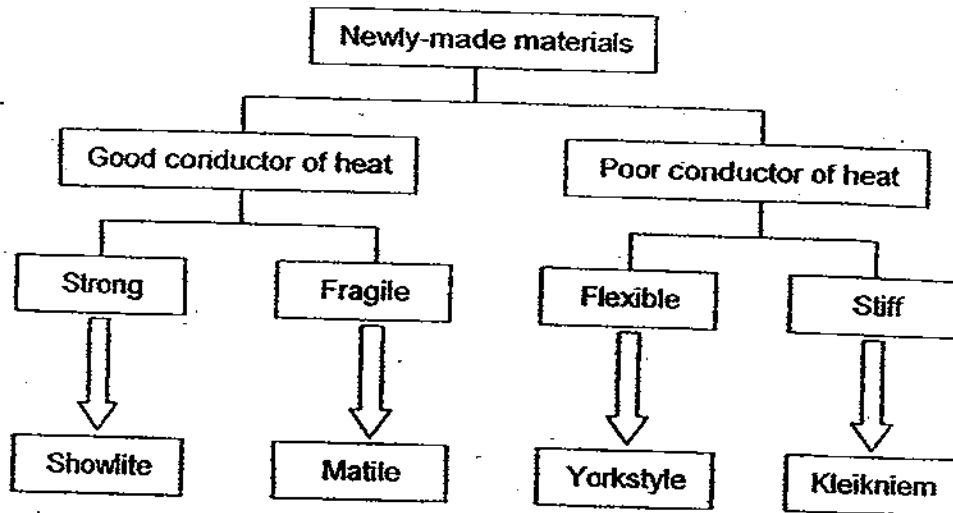 Newly-made materials
Good conductor of heat
Poor conductor of heat
Strong
Fragile
Flexible
Stiff
Showlite
Matile
Yorkstyle
Kleikniem